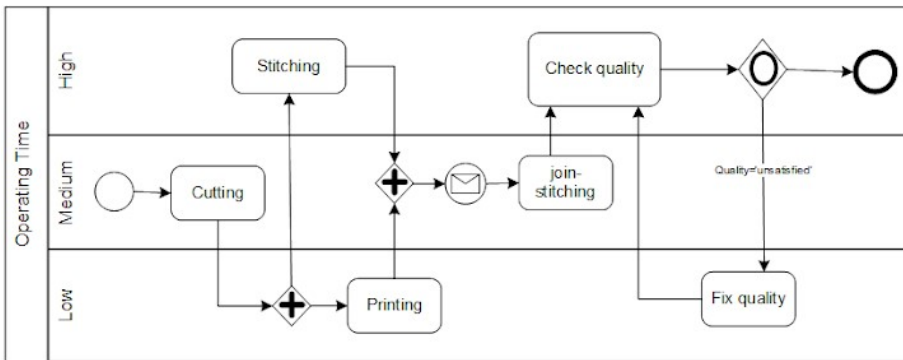 Operating Time
High
Stitching
Check quality
Medium
Cutting
join-
stitching
Quality='unsatisfied'
Low
Printing
Fix quality